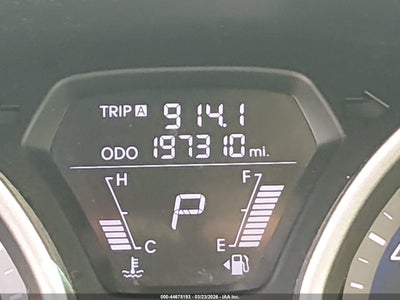 TRIP A 914.1
ODO 197310 mi.
H F
P
C E
000-44678193 - 03/23/2026 - IAA Inc.